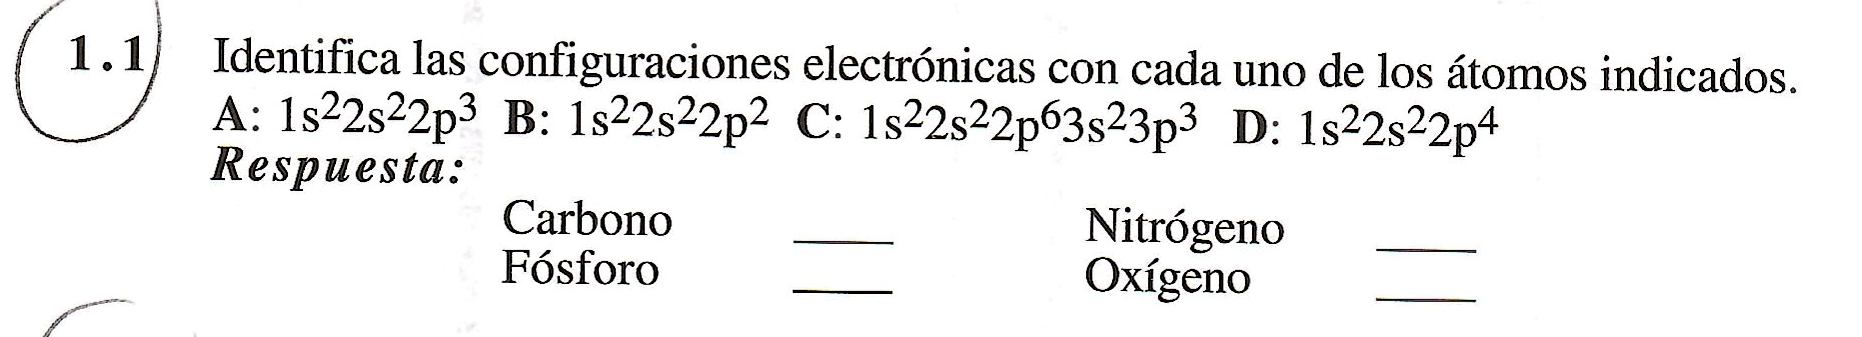 1.1 Identifica las configuraciones electrónicas con cada uno de los átomos indicados.
A: 1s²2s²2p³ B: 1s²2s²2p² C: 1s²2s²2p⁶3s²3p³ D: 1s²2s²2p⁴
Respuesta:
Carbono ____ Nitrógeno ____
Fósforo ____ Oxígeno ____